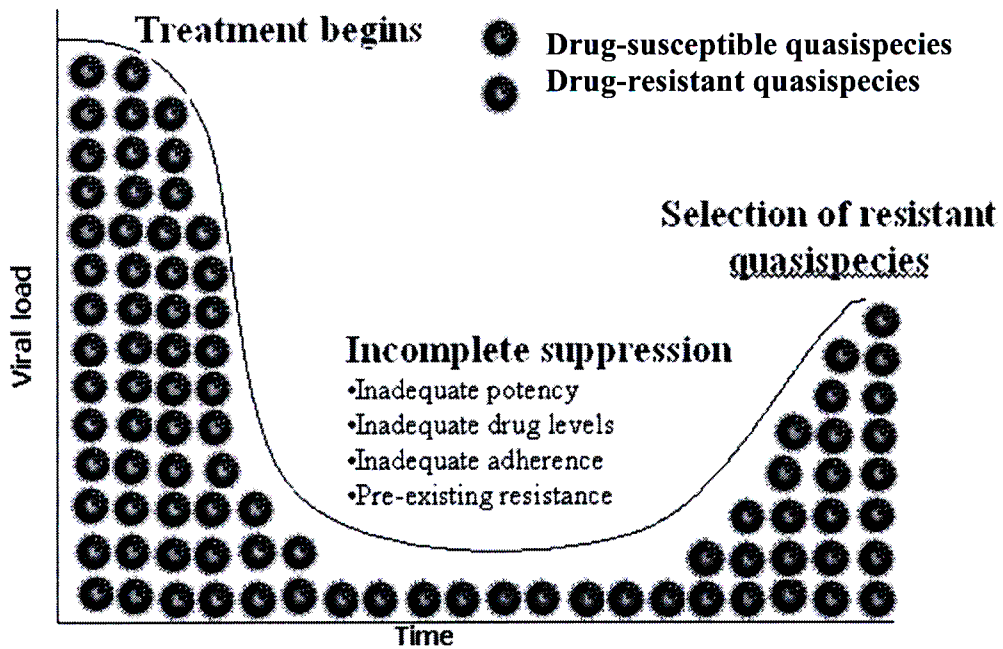 Treatment begins
Drug-susceptible quasispecies
Drug-resistant quasispecies
Selection of resistant
quasispecies
Viral load
Incomplete suppression
•Inadequate potency
•Inadequate drug levels
•Inadequate adherence
•Pre-existing resistance
Time